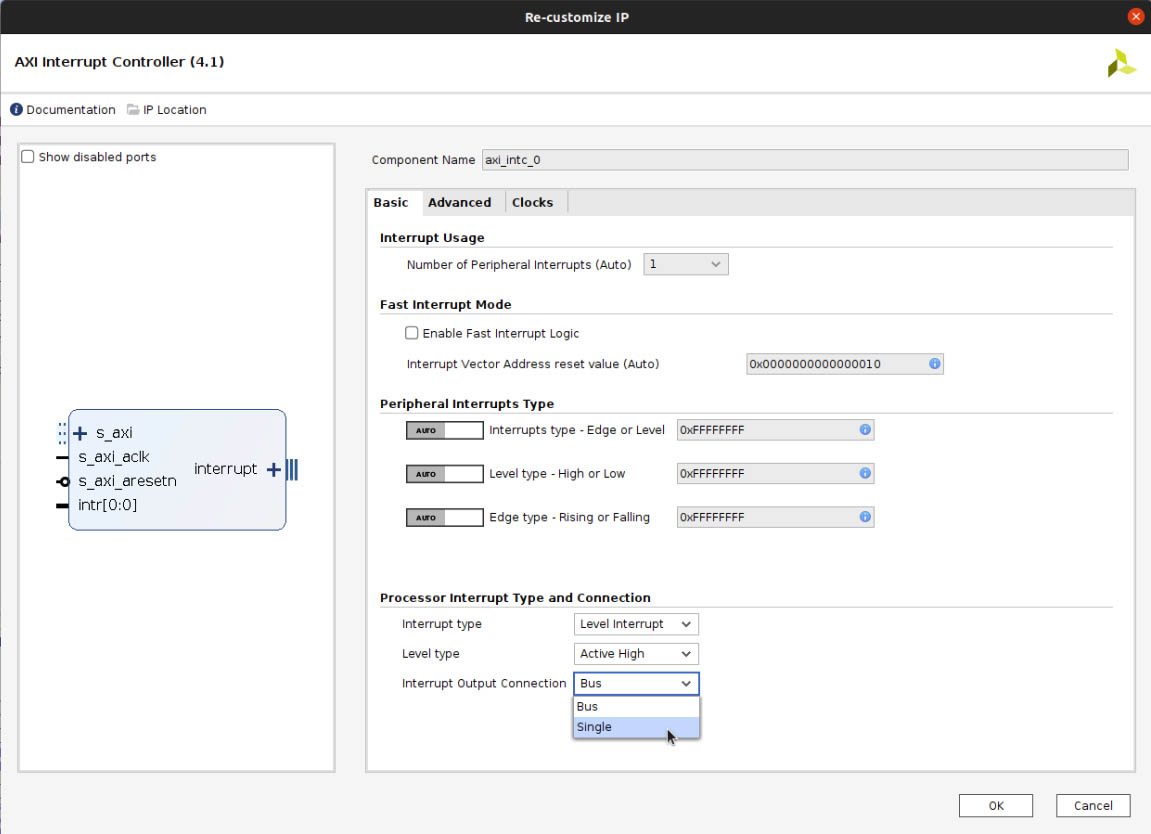 Re-customize IP
AXI Interrupt Controller (4.1)
Documentation IP Location
Show disabled ports
s_axi
s_axi_aclk
s_axi_aresetn
intr[0:0]
interrupt
Component Name axi_intc_0
Basic Advanced Clocks
Interrupt Usage
Number of Peripheral Interrupts (Auto) 1
Fast Interrupt Mode
Enable Fast Interrupt Logic
Interrupt Vector Address reset value (Auto) 0x0000000000000010
Peripheral Interrupts Type
AUTO Interrupts type - Edge or Level 0xFFFFFFFF
AUTO Level type - High or Low 0xFFFFFFFF
AUTO Edge type - Rising or Falling 0xFFFFFFFF
Processor Interrupt Type and Connection
Interrupt type Level Interrupt
Level type Active High
Interrupt Output Connection Bus
Bus
Single
OK Cancel